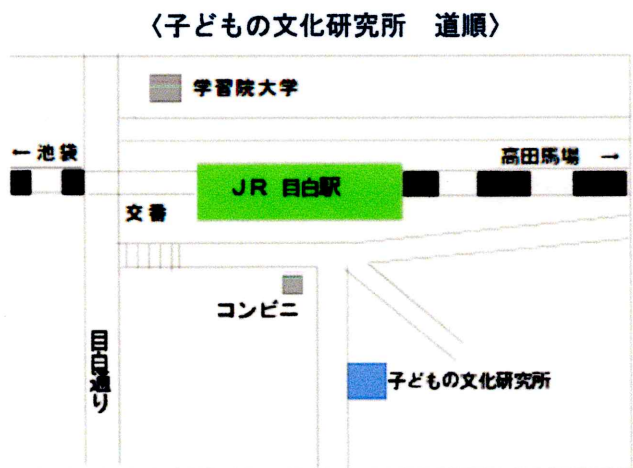 〈子どもの文化研究所　道順〉
学習院大学
← 池袋
高田馬場 →
JR 目白駅
交番
コンビニ
目白通り
子どもの文化研究所